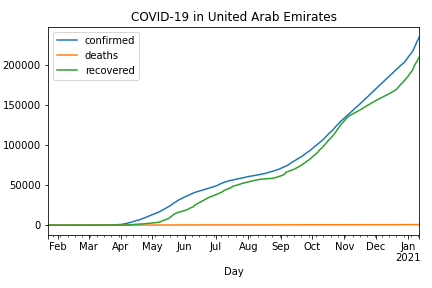 COVID-19 in United Arab Emirates
confirmed
deaths
recovered
200000
150000
100000
50000
0
Feb Mar Apr May Jun Jul Aug Sep Oct Nov Dec Jan
2021
Day